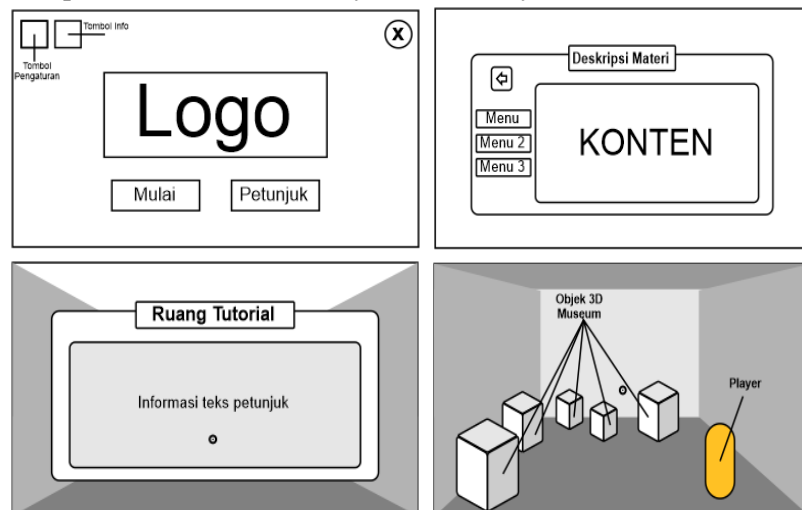 Tombol Info
X
Tombol
Pengaturan
Logo
Mulai
Petunjuk
Deskripsi Materi
Menu
Menu 2
Menu 3
KONTEN
Ruang Tutorial
Informasi teks petunjuk
Objek 3D
Museum
Player